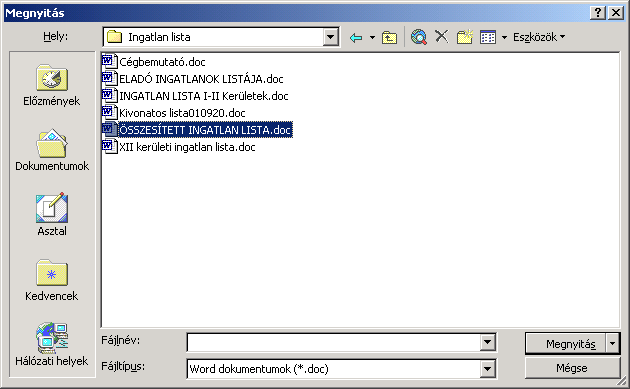 Megnyitás
Hely:
Ingatlan lista
Eszközök
Cégbemutató.doc
ELADÓ INGATLANOK LISTÁJA.doc
INGATLAN LISTA I-II Kerületek.doc
Kivonatos lista010920.doc
ÖSSZESÍTETT INGATLAN LISTA.doc
XII kerületi ingatlan lista.doc
Előzmények
Dokumentumok
Asztal
Kedvencek
Hálózati helyek
Fájlnév:
Megnyitás
Fájltípus:
Word dokumentumok (*.doc)
Mégse